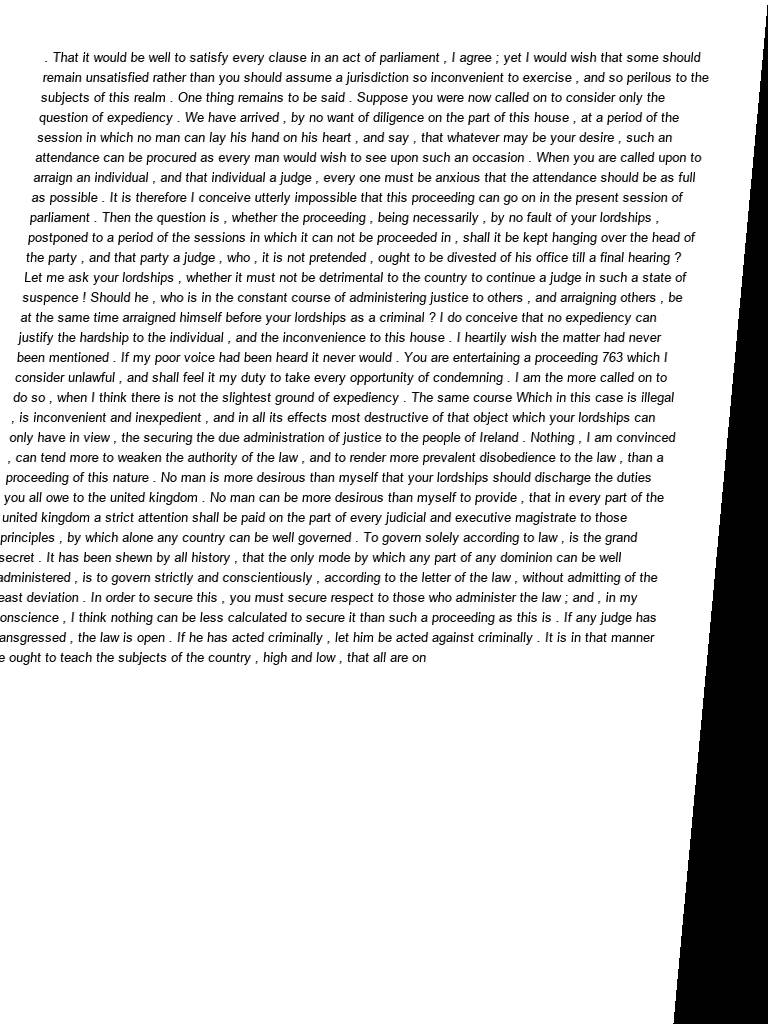 . That it would be well to satisfy every clause in an act of parliament , I agree ; yet I would wish that some should
remain unsatisfied rather than you should assume a jurisdiction so inconvenient to exercise , and so perilous to the
subjects of this realm . One thing remains to be said . Suppose you were now called on to consider only the
question of expediency . We have arrived , by no want of diligence on the part of this house , at a period of the
session in which no man can lay his hand on his heart , and say , that whatever may be your desire , such an
attendance can be procured as every man would wish to see upon such an occasion . When you are called upon to
arraign an individual , and that individual a judge , every one must be anxious that the attendance should be as full
as possible . It is therefore I conceive utterly impossible that this proceeding can go on in the present session of
parliament . Then the question is , whether the proceeding , being necessarily , by no fault of your lordships ,
postponed to a period of the sessions in which it can not be proceeded in , shall it be kept hanging over the head of
the party , and that party a judge , who , it is not pretended , ought to be divested of his office till a final hearing ?
Let me ask your lordships , whether it must not be detrimental to the country to continue a judge in such a state of
suspence ! Should he , who is in the constant course of administering justice to others , and arraigning others , be
at the same time arraigned himself before your lordships as a criminal ? I do conceive that no expediency can
justify the hardship to the individual , and the inconvenience to this house . I heartily wish the matter had never
been mentioned . If my poor voice had been heard it never would . You are entertaining a proceeding 763 which I
consider unlawful , and shall feel it my duty to take every opportunity of condemning . I am the more called on to
do so , when I think there is not the slightest ground of expediency . The same course Which in this case is illegal
, is inconvenient and inexpedient , and in all its effects most destructive of that object which your lordships can
only have in view , the securing the due administration of justice to the people of Ireland . Nothing , I am convinced
, can tend more to weaken the authority of the law , and to render more prevalent disobedience to the law , than a
proceeding of this nature . No man is more desirous than myself that your lordships should discharge the duties
you all owe to the united kingdom . No man can be more desirous than myself to provide , that in every part of the
united kingdom a strict attention shall be paid on the part of every judicial and executive magistrate to those
principles , by which alone any country can be well governed . To govern solely according to law , is the grand
secret . It has been shewn by all history , that the only mode by which any part of any dominion can be well
administered , is to govern strictly and conscientiously , according to the letter of the law , without admitting of the
east deviation . In order to secure this , you must secure respect to those who administer the law ; and , in my
onscience , I think nothing can be less calculated to secure it than such a proceeding as this is . If any judge has
ansgressed , the law is open . If he has acted criminally , let him be acted against criminally . It is in that manner
e ought to teach the subjects of the country , high and low , that all are on